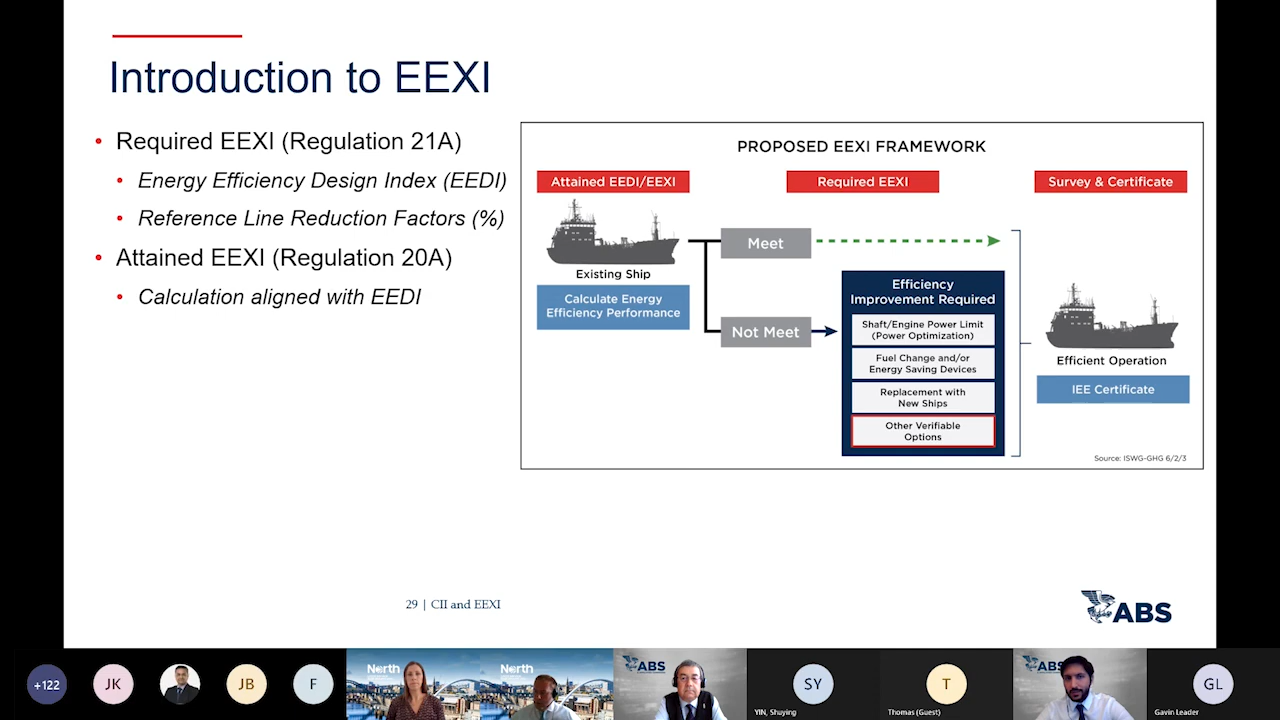 Introduction to EEXI
• Required EEXI (Regulation 21A)
• Energy Efficiency Design Index (EEDI)
• Reference Line Reduction Factors (%)
• Attained EEXI (Regulation 20A)
• Calculation aligned with EEDI
PROPOSED EEXI FRAMEWORK
Attained EEDI/EEXI
Required EEXI
Survey & Certificate
Existing Ship
Calculate Energy
Efficiency Performance
Meet
Not Meet
Efficiency
Improvement Required
Shaft/Engine Power Limit
(Power Optimization)
Fuel Change and/or
Energy Saving Devices
Replacement with
New Ships
Other Verifiable
Options
Efficient Operation
IEE Certificate
Source: ISWG-GHG 6/2/3
29 | CII and EEXI
ABS
+122
JK
JB
F
North
North
ABS
SY
YIN, Shuying
T
Thomas (Guest)
ABS
GL
Gavin Leader